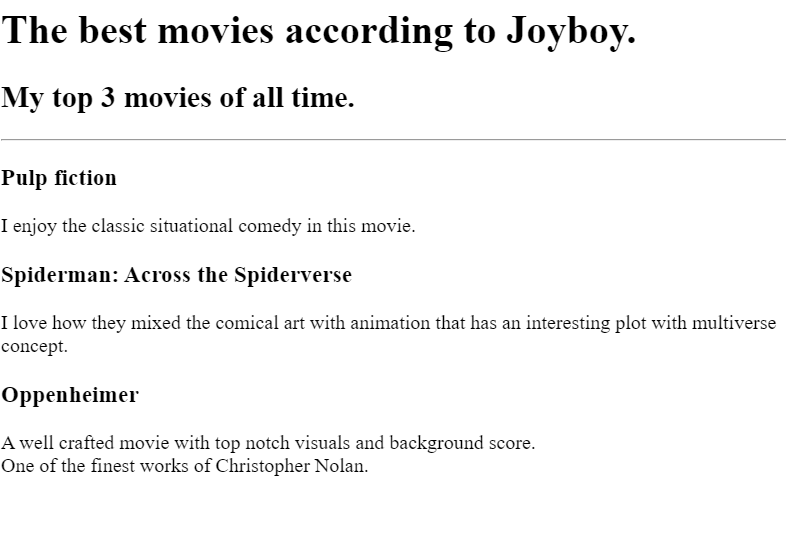 The best movies according to Joyboy.
My top 3 movies of all time.
Pulp fiction
I enjoy the classic situational comedy in this movie.
Spiderman: Across the Spiderverse
I love how they mixed the comical art with animation that has an interesting plot with multiverse
concept.
Oppenheimer
A well crafted movie with top notch visuals and background score.
One of the finest works of Christopher Nolan.